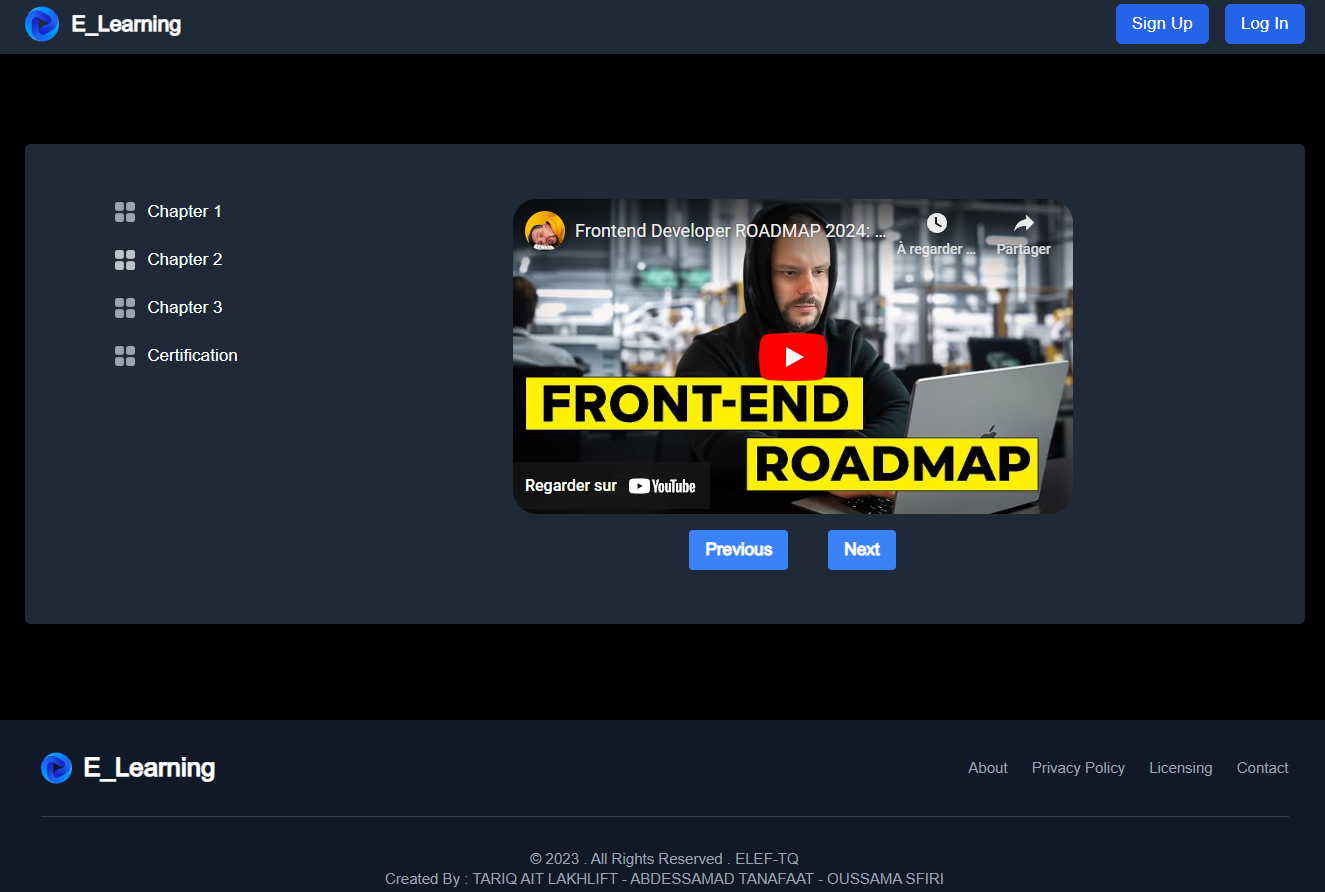 E_Learning
Sign Up
Log In
Chapter 1
Chapter 2
Chapter 3
Certification
Frontend Developer ROADMAP 2024: ...
À regarder ...
Partager
FRONT-END
ROADMAP
Regarder sur YouTube
Previous
Next
E_Learning
About
Privacy Policy
Licensing
Contact
© 2023 . All Rights Reserved . ELEF-TQ
Created By : TARIQ AIT LAKHLIFT - ABDESSAMAD TANAFAAT - OUSSAMA SFIRI